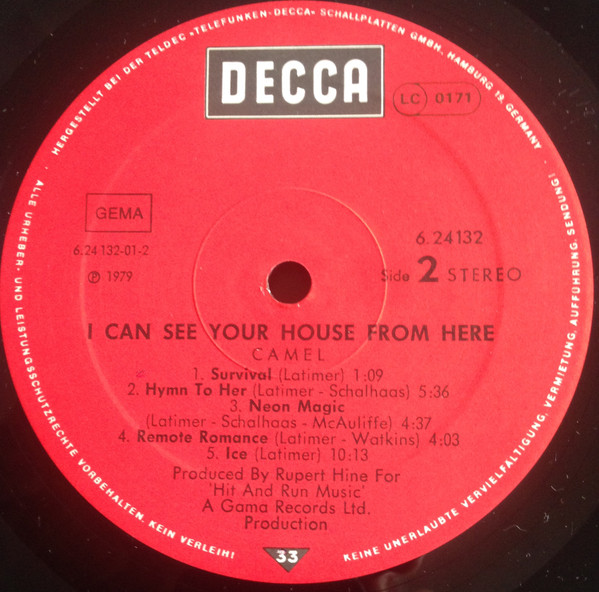 HERGESTELLT BEI DER TELDEC »TELEFUNKEN-DECCA« SCHALLPLATTEN GMBH, HAMBURG 19, GERMANY
DECCA
LC 0171
GEMA
6.24132-01-2
℗ 1979
6.24132
Side 2 STEREO
I CAN SEE YOUR HOUSE FROM HERE
CAMEL
1. Survival (Latimer) 1:09
2. Hymn To Her (Latimer - Schalhaas) 5:36
3. Neon Magic
(Latimer - Schalhaas - McAuliffe) 4:37
4. Remote Romance (Latimer - Watkins) 4:03
5. Ice (Latimer) 10:13
Produced By Rupert Hine For
'Hit And Run Music'
A Gama Records Ltd.
Production
33
ALLE URHEBER- UND LEISTUNGSSCHUTZRECHTE VORBEHALTEN. KEIN VERLEIH!
KEINE UNERLAUBTE VERVIELFÄLTIGUNG, VERMIETUNG, AUFFÜHRUNG, SENDUNG!